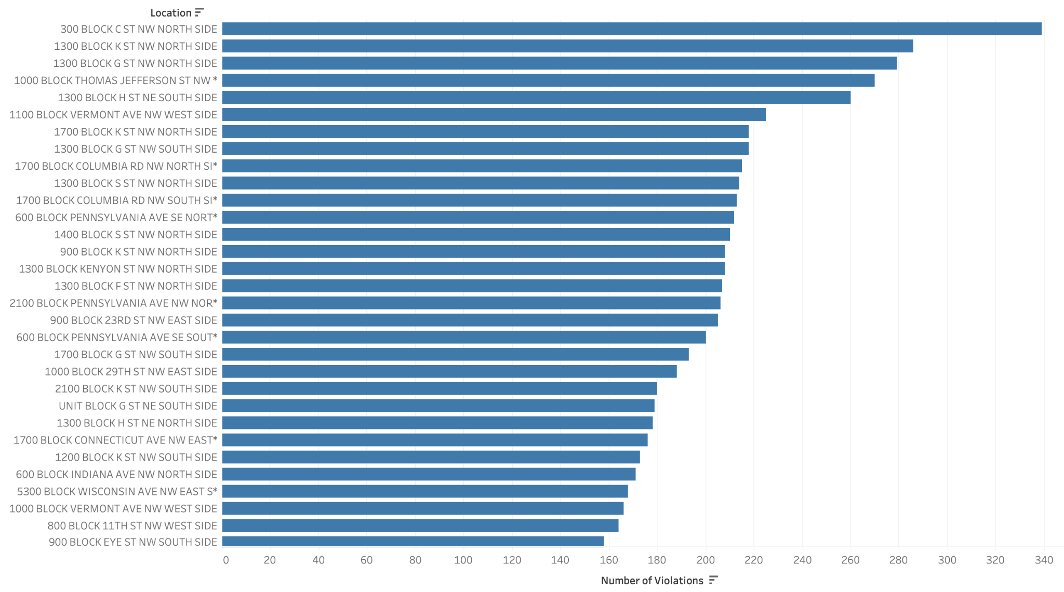 Location
300 BLOCK C ST NW NORTH SIDE
1300 BLOCK K ST NW NORTH SIDE
1300 BLOCK G ST NW NORTH SIDE
1000 BLOCK THOMAS JEFFERSON ST NW *
1300 BLOCK H ST NE SOUTH SIDE
1100 BLOCK VERMONT AVE NW WEST SIDE
1700 BLOCK K ST NW NORTH SIDE
1300 BLOCK G ST NW SOUTH SIDE
1700 BLOCK COLUMBIA RD NW NORTH SI*
1300 BLOCK S ST NW NORTH SIDE
1700 BLOCK COLUMBIA RD NW SOUTH SI*
600 BLOCK PENNSYLVANIA AVE SE NORT*
1400 BLOCK S ST NW NORTH SIDE
900 BLOCK K ST NW NORTH SIDE
1300 BLOCK KENYON ST NW NORTH SIDE
1300 BLOCK F ST NW NORTH SIDE
2100 BLOCK PENNSYLVANIA AVE NW NOR*
900 BLOCK 23RD ST NW EAST SIDE
600 BLOCK PENNSYLVANIA AVE SE SOUT*
1700 BLOCK G ST NW SOUTH SIDE
1000 BLOCK 29TH ST NW EAST SIDE
2100 BLOCK K ST NW SOUTH SIDE
UNIT BLOCK G ST NE SOUTH SIDE
1300 BLOCK H ST NE NORTH SIDE
1700 BLOCK CONNECTICUT AVE NW EAST*
1200 BLOCK K ST NW SOUTH SIDE
600 BLOCK INDIANA AVE NW NORTH SIDE
5300 BLOCK WISCONSIN AVE NW EAST S*
1000 BLOCK VERMONT AVE NW WEST SIDE
800 BLOCK 11TH ST NW WEST SIDE
900 BLOCK EYE ST NW SOUTH SIDE
0 20 40 60 80 100 120 140 160 180 200 220 240 260 280 300 320 340
Number of Violations